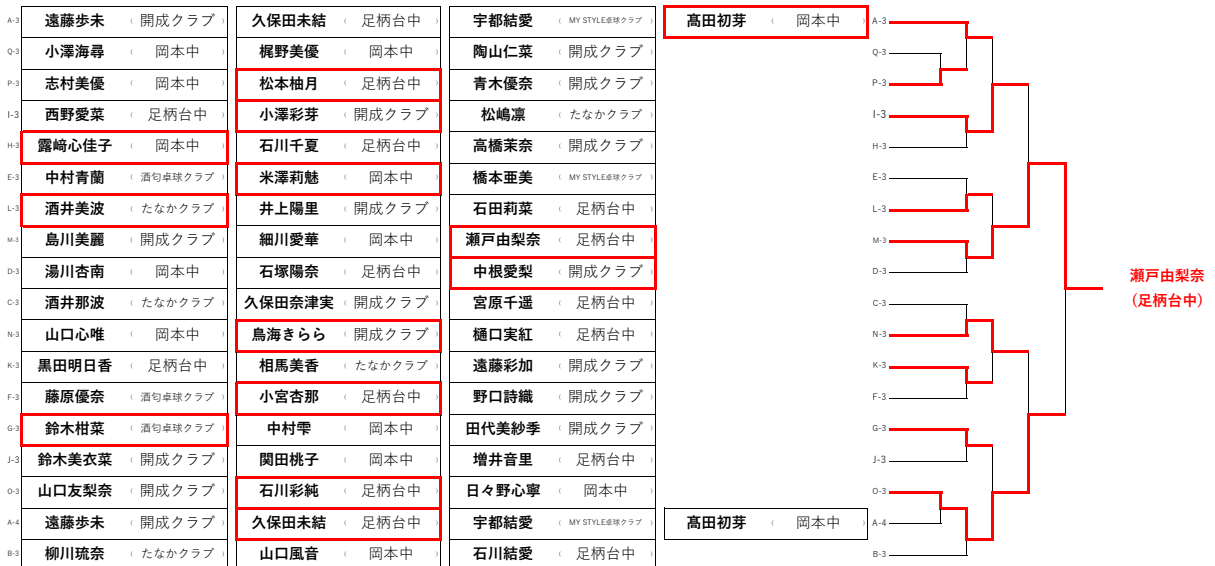 A-3 遠藤歩未 （ 開成クラブ ） 久保田未結 （ 足柄台中 ） 宇都結愛 （ MY STYLE卓球クラブ ） 髙田初芽 （ 岡本中 ） A-3
Q-3 小澤海尋 （ 岡本中 ） 梶野美優 （ 岡本中 ） 陶山仁菜 （ 開成クラブ ） Q-3
P-3 志村美優 （ 岡本中 ） 松本柚月 （ 足柄台中 ） 青木優奈 （ 開成クラブ ） P-3
I-3 西野愛菜 （ 足柄台中 ） 小澤彩芽 （ 開成クラブ ） 松嶋凛 （ たなかクラブ ） I-3
H-3 露﨑心佳子 （ 岡本中 ） 石川千夏 （ 足柄台中 ） 高橋茉奈 （ 開成クラブ ） H-3
E-3 中村青蘭 （ 酒匂卓球クラブ ） 米澤莉魅 （ 岡本中 ） 橋本亜美 （ MY STYLE卓球クラブ ） E-3
L-3 酒井美波 （ たなかクラブ ） 井上陽里 （ 開成クラブ ） 石田莉菜 （ 足柄台中 ） L-3
M-3 島川美麗 （ 開成クラブ ） 細川愛華 （ 岡本中 ） 瀬戸由梨奈 （ 足柄台中 ） M-3
D-3 湯川杏南 （ 岡本中 ） 石塚陽奈 （ 足柄台中 ） 中根愛梨 （ 開成クラブ ） D-3
瀬戸由梨奈
（足柄台中）
C-3 酒井那波 （ たなかクラブ ） 久保田奈津実 （ 開成クラブ ） 宮原千遥 （ 足柄台中 ） C-3
N-3 山口心唯 （ 岡本中 ） 鳥海きらら （ 開成クラブ ） 樋口実紅 （ 足柄台中 ） N-3
K-3 黒田明日香 （ 足柄台中 ） 相馬美香 （ たなかクラブ ） 遠藤彩加 （ 開成クラブ ） K-3
F-3 藤原優奈 （ 酒匂卓球クラブ ） 小宮杏那 （ 足柄台中 ） 野口詩織 （ 開成クラブ ） F-3
G-3 鈴木柑菜 （ 酒匂卓球クラブ ） 中村雫 （ 岡本中 ） 田代美紗季 （ 開成クラブ ） G-3
J-3 鈴木美衣菜 （ 開成クラブ ） 関田桃子 （ 岡本中 ） 増井音里 （ 足柄台中 ） J-3
O-3 山口友梨奈 （ 開成クラブ ） 石川彩純 （ 足柄台中 ） 日々野心寧 （ 岡本中 ） O-3
A-4 遠藤歩未 （ 開成クラブ ） 久保田未結 （ 足柄台中 ） 宇都結愛 （ MY STYLE卓球クラブ ） 髙田初芽 （ 岡本中 ） A-4
B-3 柳川琉奈 （ たなかクラブ ） 山口風音 （ 岡本中 ） 石川結愛 （ 足柄台中 ） B-3